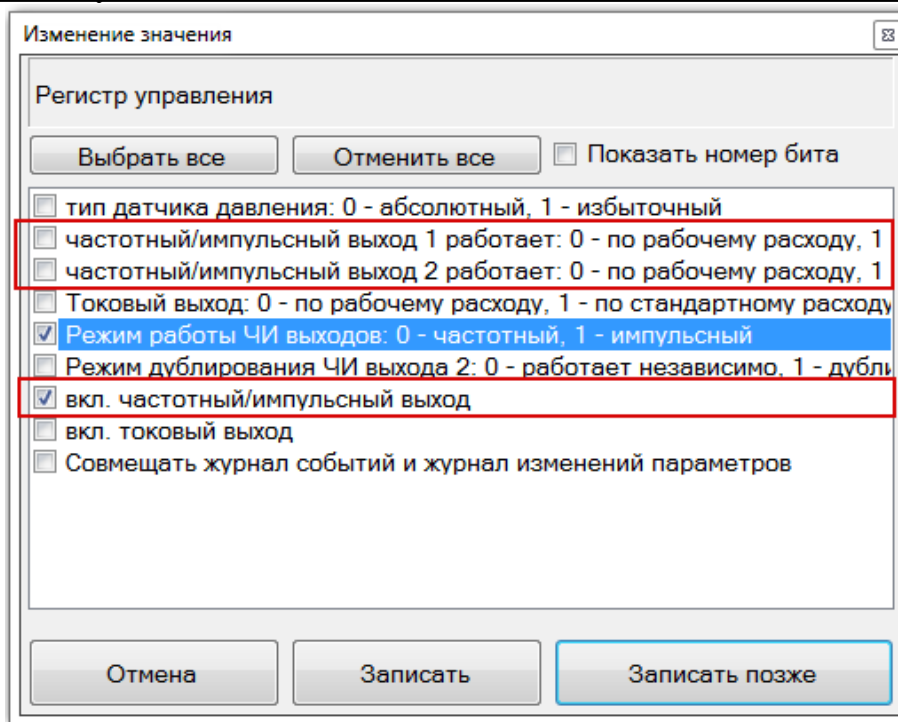 Изменение значения
Регистр управления
Выбрать все Отменить все Показать номер бита
тип датчика давления: 0 - абсолютный, 1 - избыточный
частотный/импульсный выход 1 работает: 0 - по рабочему расходу, 1
частотный/импульсный выход 2 работает: 0 - по рабочему расходу, 1
Токовый выход: 0 - по рабочему расходу, 1 - по стандартному расходу
Режим работы ЧИ выходов: 0 - частотный, 1 - импульсный
Режим дублирования ЧИ выхода 2: 0 - работает независимо, 1 - дубли
вкл. частотный/импульсный выход
вкл. токовый выход
Совмещать журнал событий и журнал изменений параметров
Отмена Записать Записать позже